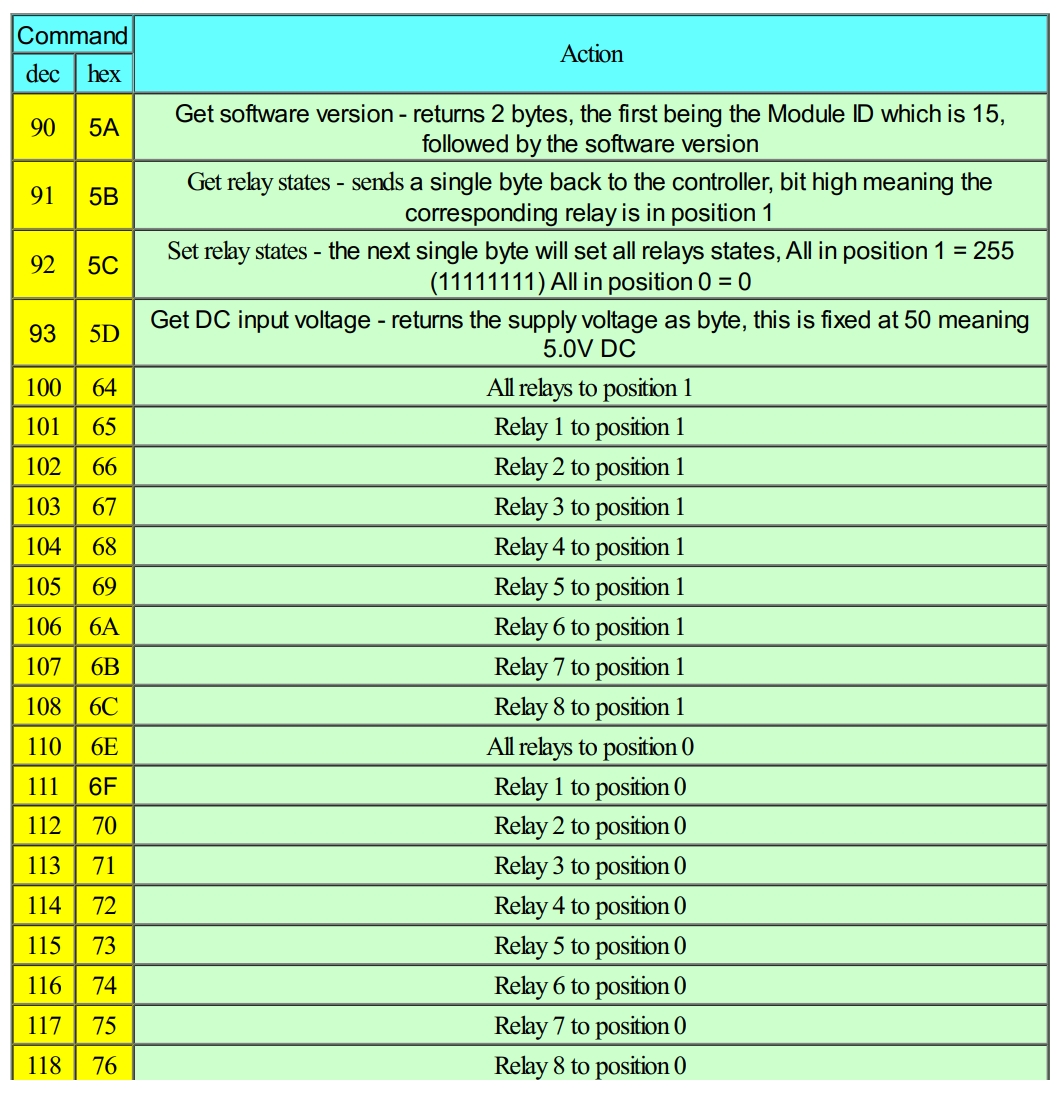 Command
Action
dec hex
90 5A Get software version - returns 2 bytes, the first being the Module ID which is 15,
followed by the software version
91 5B Get relay states - sends a single byte back to the controller, bit high meaning the
corresponding relay is in position 1
92 5C Set relay states - the next single byte will set all relays states, All in position 1 = 255
(11111111) All in position 0 = 0
93 5D Get DC input voltage - returns the supply voltage as byte, this is fixed at 50 meaning
5.0V DC
100 64 All relays to position 1
101 65 Relay 1 to position 1
102 66 Relay 2 to position 1
103 67 Relay 3 to position 1
104 68 Relay 4 to position 1
105 69 Relay 5 to position 1
106 6A Relay 6 to position 1
107 6B Relay 7 to position 1
108 6C Relay 8 to position 1
110 6E All relays to position 0
111 6F Relay 1 to position 0
112 70 Relay 2 to position 0
113 71 Relay 3 to position 0
114 72 Relay 4 to position 0
115 73 Relay 5 to position 0
116 74 Relay 6 to position 0
117 75 Relay 7 to position 0
118 76 Relay 8 to position 0